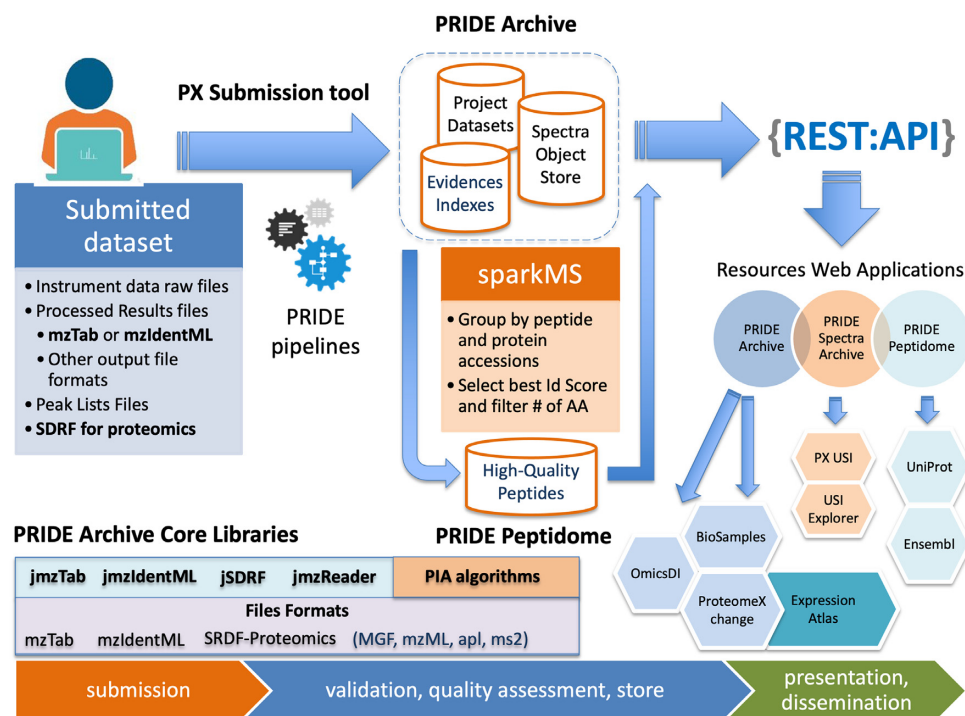 PRIDE Archive
PX Submission tool
Project
Datasets
Spectra
Object
Store
Evidences
Indexes
{REST:API}
Submitted
dataset
• Instrument data raw files
• Processed Results files
• mzTab or mzIdentML
• Other output file
formats
• Peak Lists Files
• SDRF for proteomics
PRIDE
pipelines
sparkMS
• Group by peptide
and protein
accessions
• Select best Id Score
and filter # of AA
High-Quality
Peptides
PRIDE Peptidome
Resources Web Applications
PRIDE
Archive
PRIDE
Spectra
Archive
PRIDE
Peptidome
PX USI
USI
Explorer
UniProt
Ensembl
BioSamples
OmicsDI
ProteomeX
change
Expression
Atlas
PRIDE Archive Core Libraries
jmzTab jmzIdentML jSDRF jmzReader PIA algorithms
Files Formats
mzTab mzIdentML SRDF-Proteomics (MGF, mzML, apl, ms2)
submission
validation, quality assessment, store
presentation,
dissemination